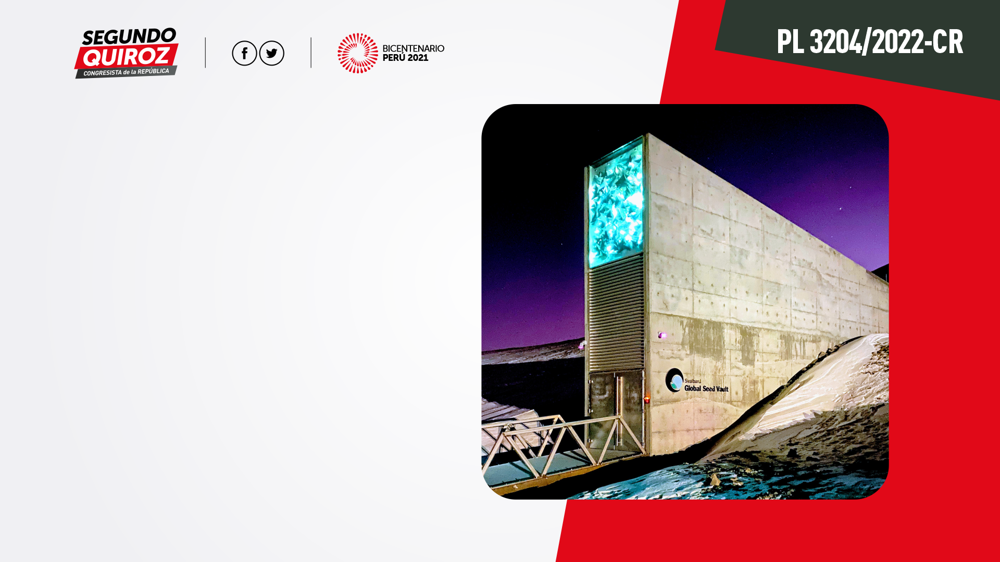 SEGUNDO
QUIROZ
CONGRESISTA de la REPÚBLICA
BICENTENARIO
PERÚ 2021
PL 3204/2022-CR
Svalbard
Global Seed Vault